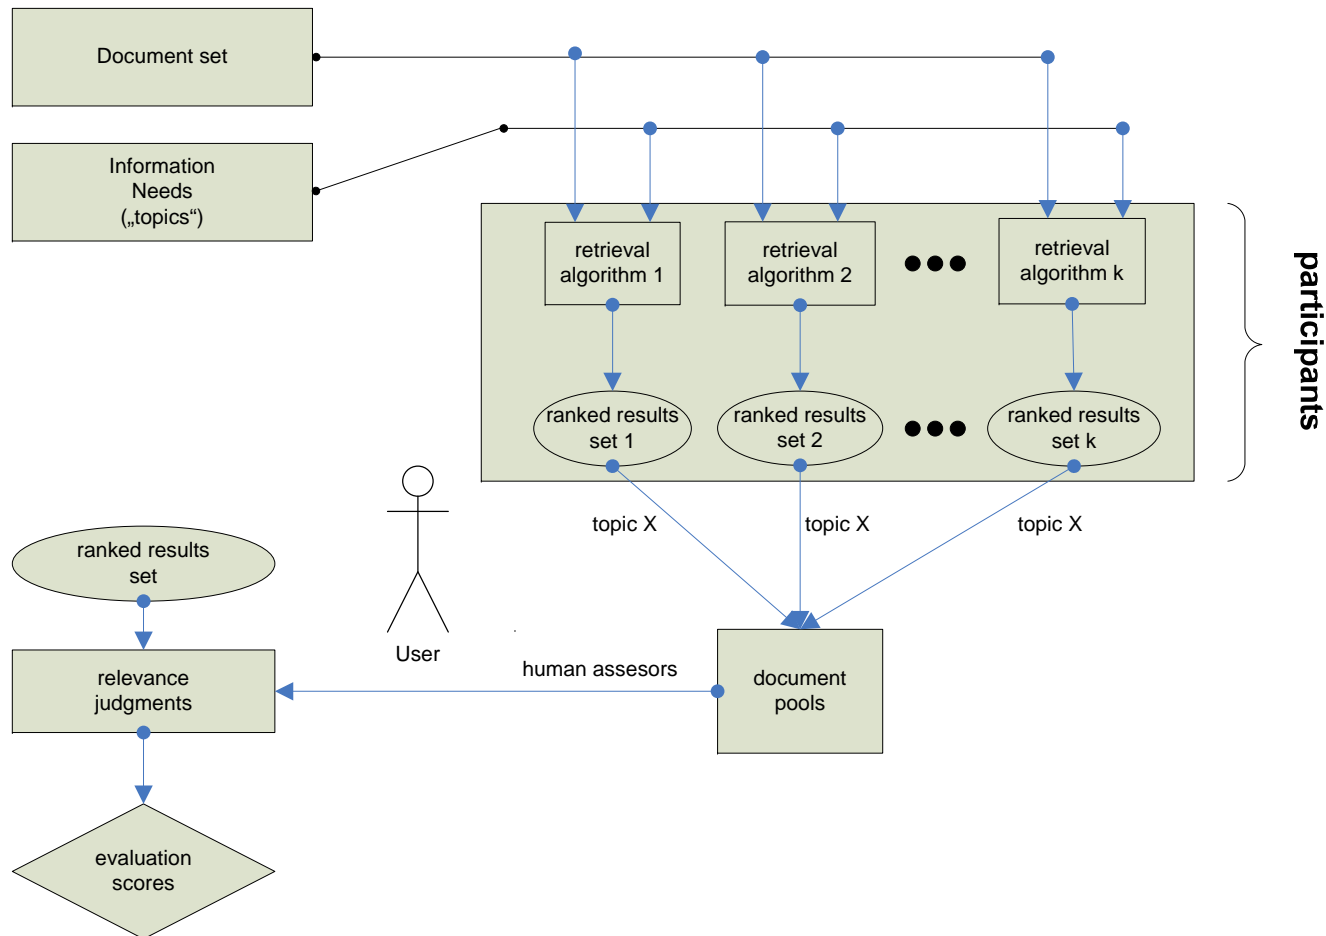 Document set
Information
Needs
(„topics“)
retrieval
algorithm 1
retrieval
algorithm 2
retrieval
algorithm k
participants
ranked results
set 1
ranked results
set 2
ranked results
set k
topic X
topic X
topic X
ranked results
set
User
human assesors
document
pools
relevance
judgments
evaluation
scores